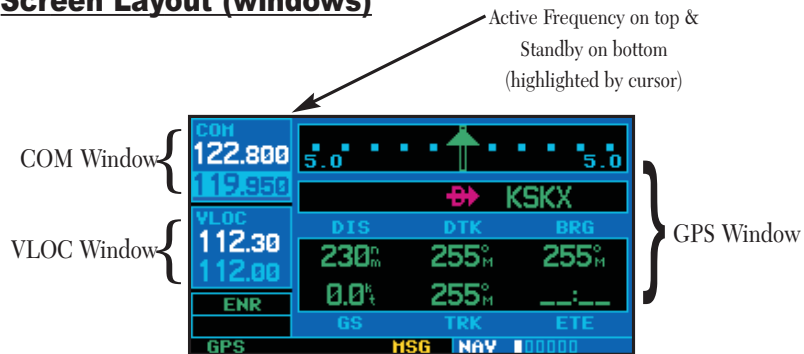 Screen Layout (windows)
Active Frequency on top &
Standby on bottom
(highlighted by cursor)
COM Window
VLOC Window
GPS Window
COM
122.800
119.950
VLOC
112.30
112.00
ENR
5.0 5.0
D KSKX
DIS DTK BRG
230nm 255°M 255°M
0.0kt 255°M __:__
GS TRK ETE
GPS MSG NAV